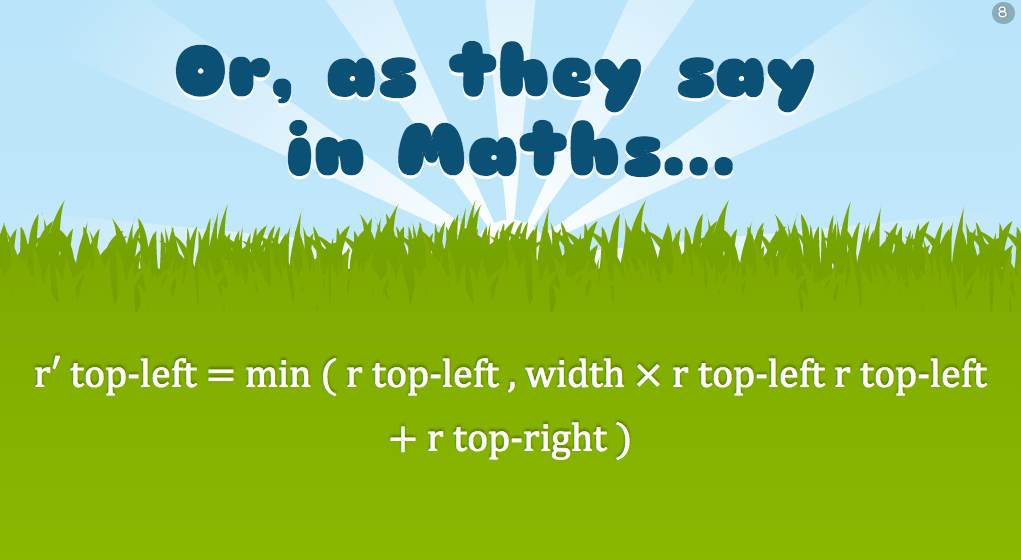 8
Or, as they say
in Maths...
r′ top-left = min ( r top-left , width × r top-left r top-left
+ r top-right )